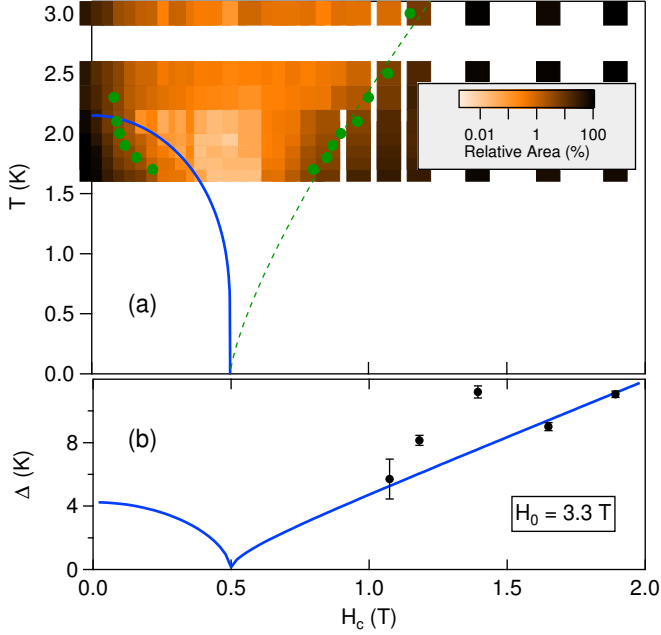 3.0
2.5
2.0
1.5
1.0
0.5
0.0
T (K)
0.01 1 100
Relative Area (%)
(a)
8
4
0
Δ (K)
(b)
H₀ = 3.3 T
0.0 0.5 1.0 1.5 2.0
H_c (T)